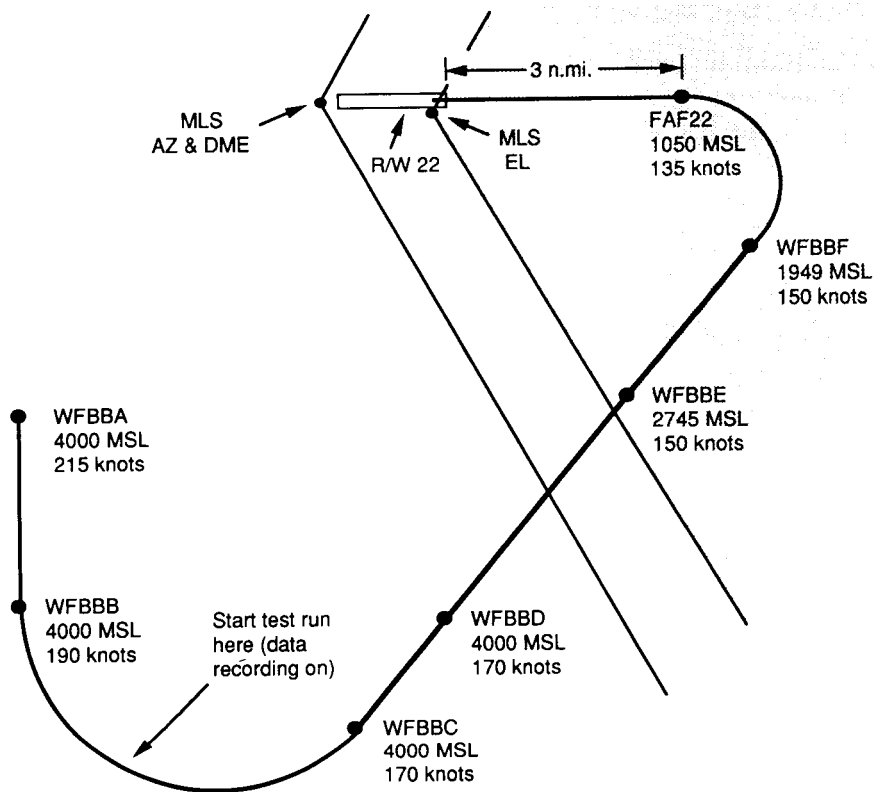 3 n.mi.
MLS
AZ & DME
R/W 22
MLS
EL
FAF22
1050 MSL
135 knots
WFBBF
1949 MSL
150 knots
WFBBE
2745 MSL
150 knots
WFBBA
4000 MSL
215 knots
WFBBB
4000 MSL
190 knots
Start test run
here (data
recording on)
WFBBD
4000 MSL
170 knots
WFBBC
4000 MSL
170 knots